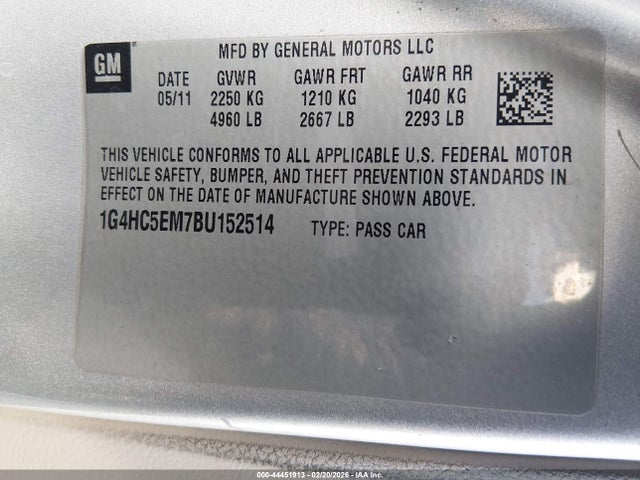 MFD BY GENERAL MOTORS LLC
GM
DATE GVWR GAWR FRT GAWR RR
05/11 2250 KG 1210 KG 1040 KG
4960 LB 2667 LB 2293 LB
THIS VEHICLE CONFORMS TO ALL APPLICABLE U.S. FEDERAL MOTOR
VEHICLE SAFETY, BUMPER, AND THEFT PREVENTION STANDARDS IN
EFFECT ON THE DATE OF MANUFACTURE SHOWN ABOVE.
1G4HC5EM7BU152514 TYPE: PASS CAR
000-44451913 - 02/20/2026 - IAA Inc.